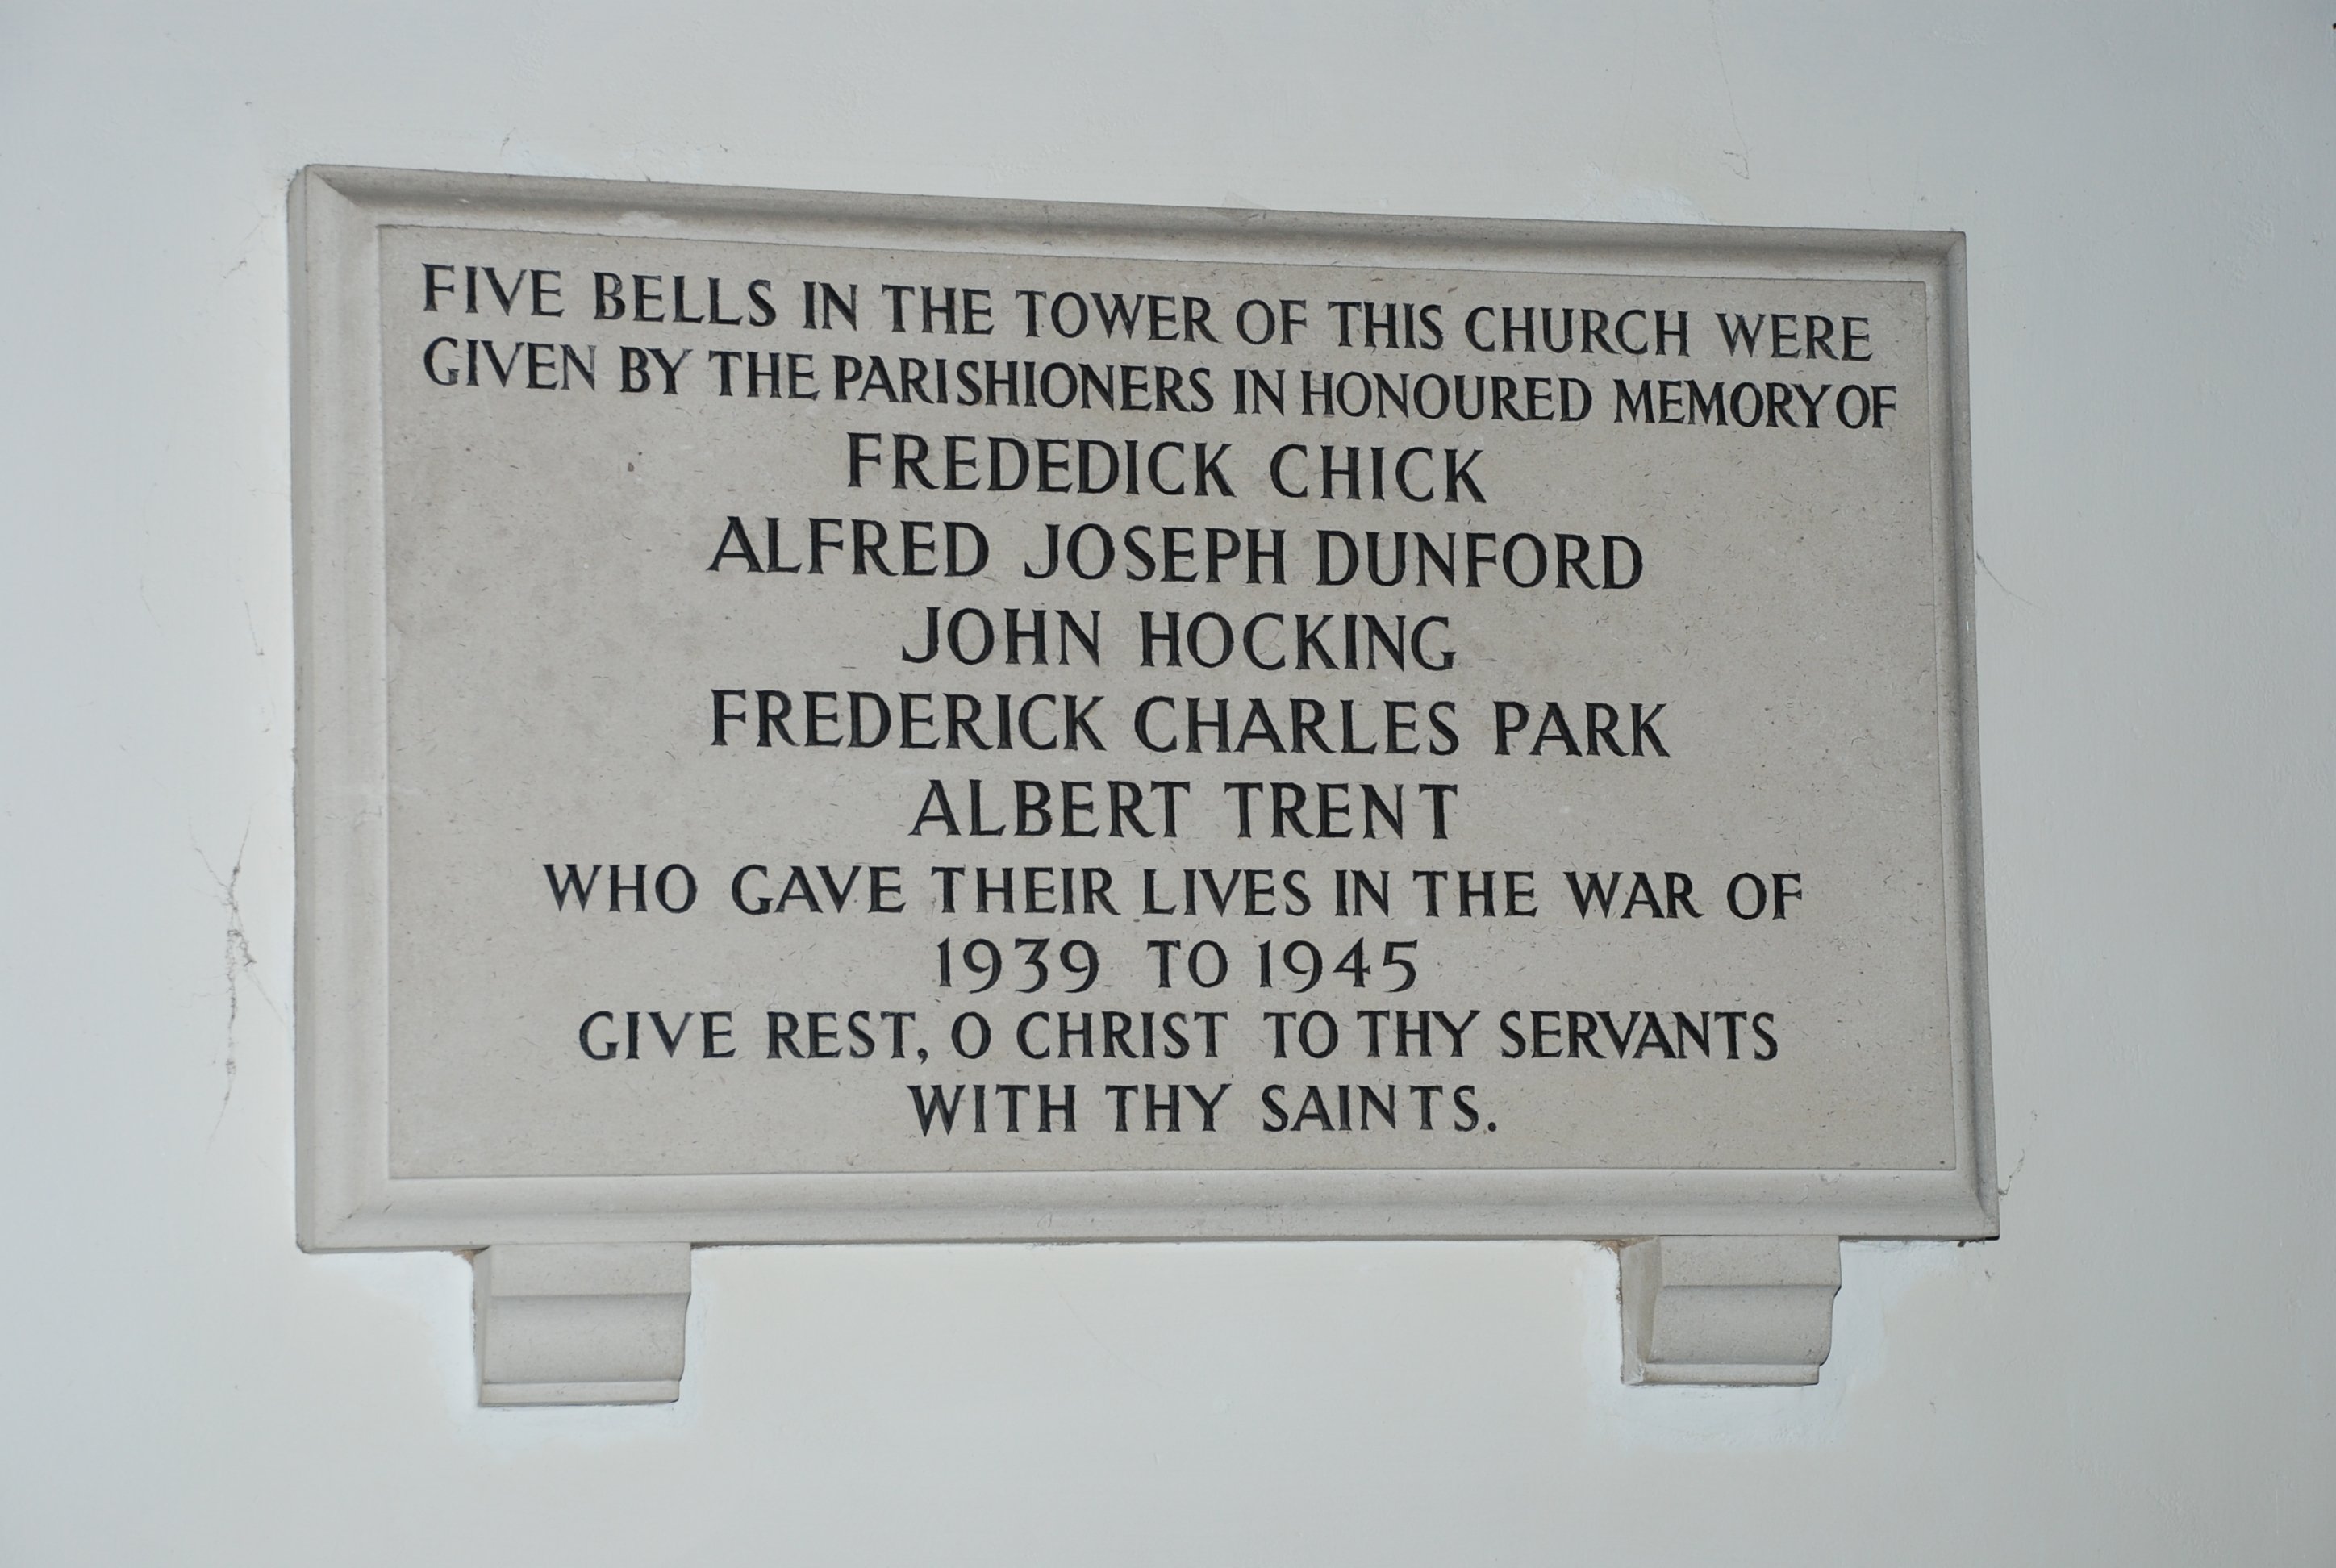 FIVE BELLS IN THE TOWER OF THIS CHURCH WERE
GIVEN BY THE PARISHIONERS IN HONOURED MEMORY OF
FREDEDICK CHICK
ALFRED JOSEPH DUNFORD
JOHN HOCKING
FREDERICK CHARLES PARK
ALBERT TRENT
WHO GAVE THEIR LIVES IN THE WAR OF
1939 TO 1945
GIVE REST, O CHRIST TO THY SERVANTS
WITH THY SAINTS.